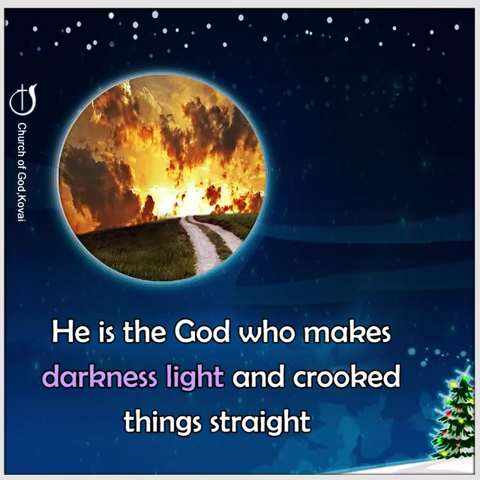 Church of God,Kovai
He is the God who makes
darkness light and crooked
things straight